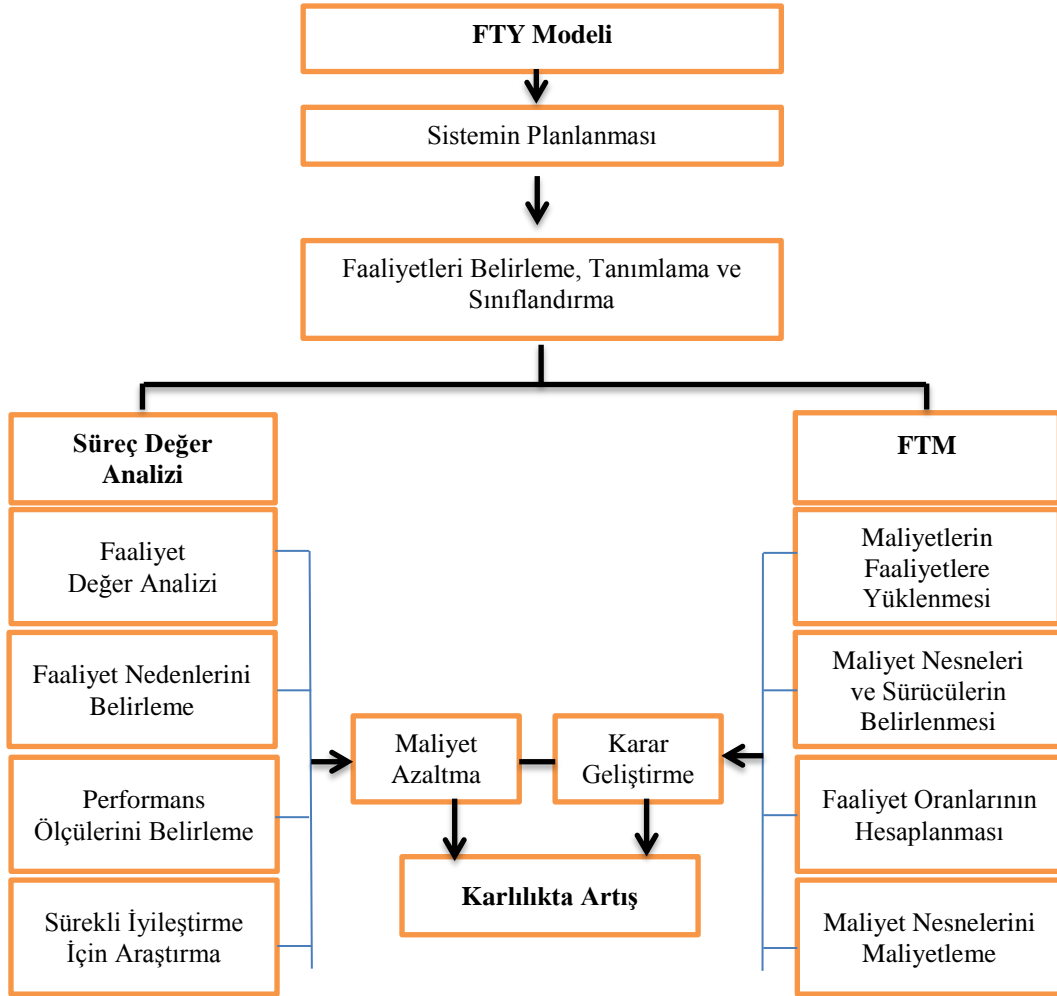 FTY Modeli
Sistemin Planlanması
Faaliyetleri Belirleme, Tanımlama ve
Sınıflandırma
Süreç Değer
Analizi
Faaliyet
Değer Analizi
Faaliyet Nedenlerini
Belirleme
Performans
Ölçülerini Belirleme
Sürekli İyileştirme
İçin Araştırma
FTM
Maliyetlerin
Faaliyetlere
Yüklenmesi
Maliyet Nesneleri
ve Sürücülerin
Belirlenmesi
Faaliyet Oranlarının
Hesaplanması
Maliyet Nesnelerini
Maliyetleme
Maliyet
Azaltma
Karar
Geliştirme
Karlılıkta Artış